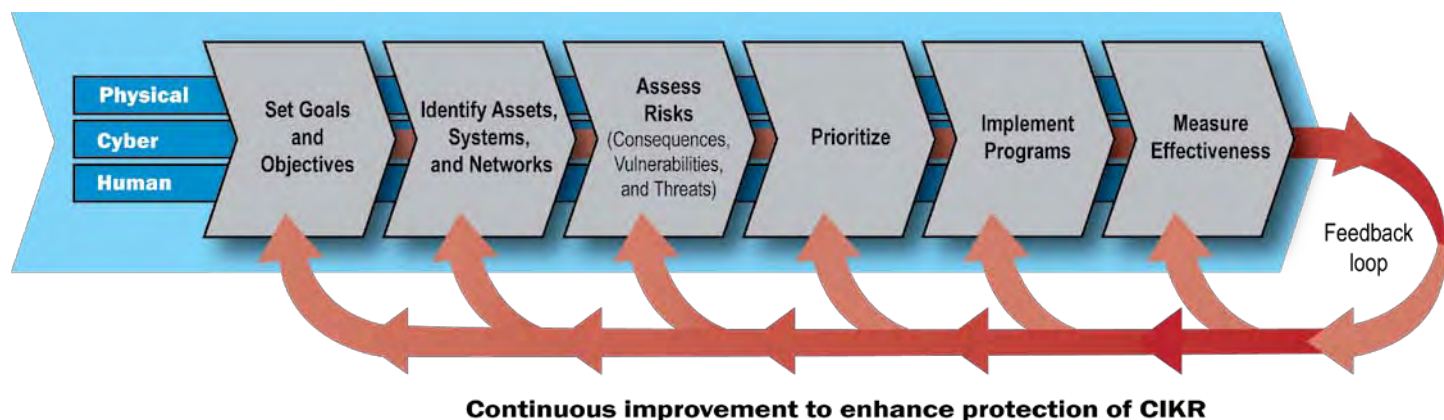 Physical
Cyber
Human
Set Goals
and
Objectives
Identify Assets,
Systems,
and Networks
Assess
Risks
(Consequences,
Vulnerabilities,
and Threats)
Prioritize
Implement
Programs
Measure
Effectiveness
Feedback
loop
Continuous improvement to enhance protection of CIKR